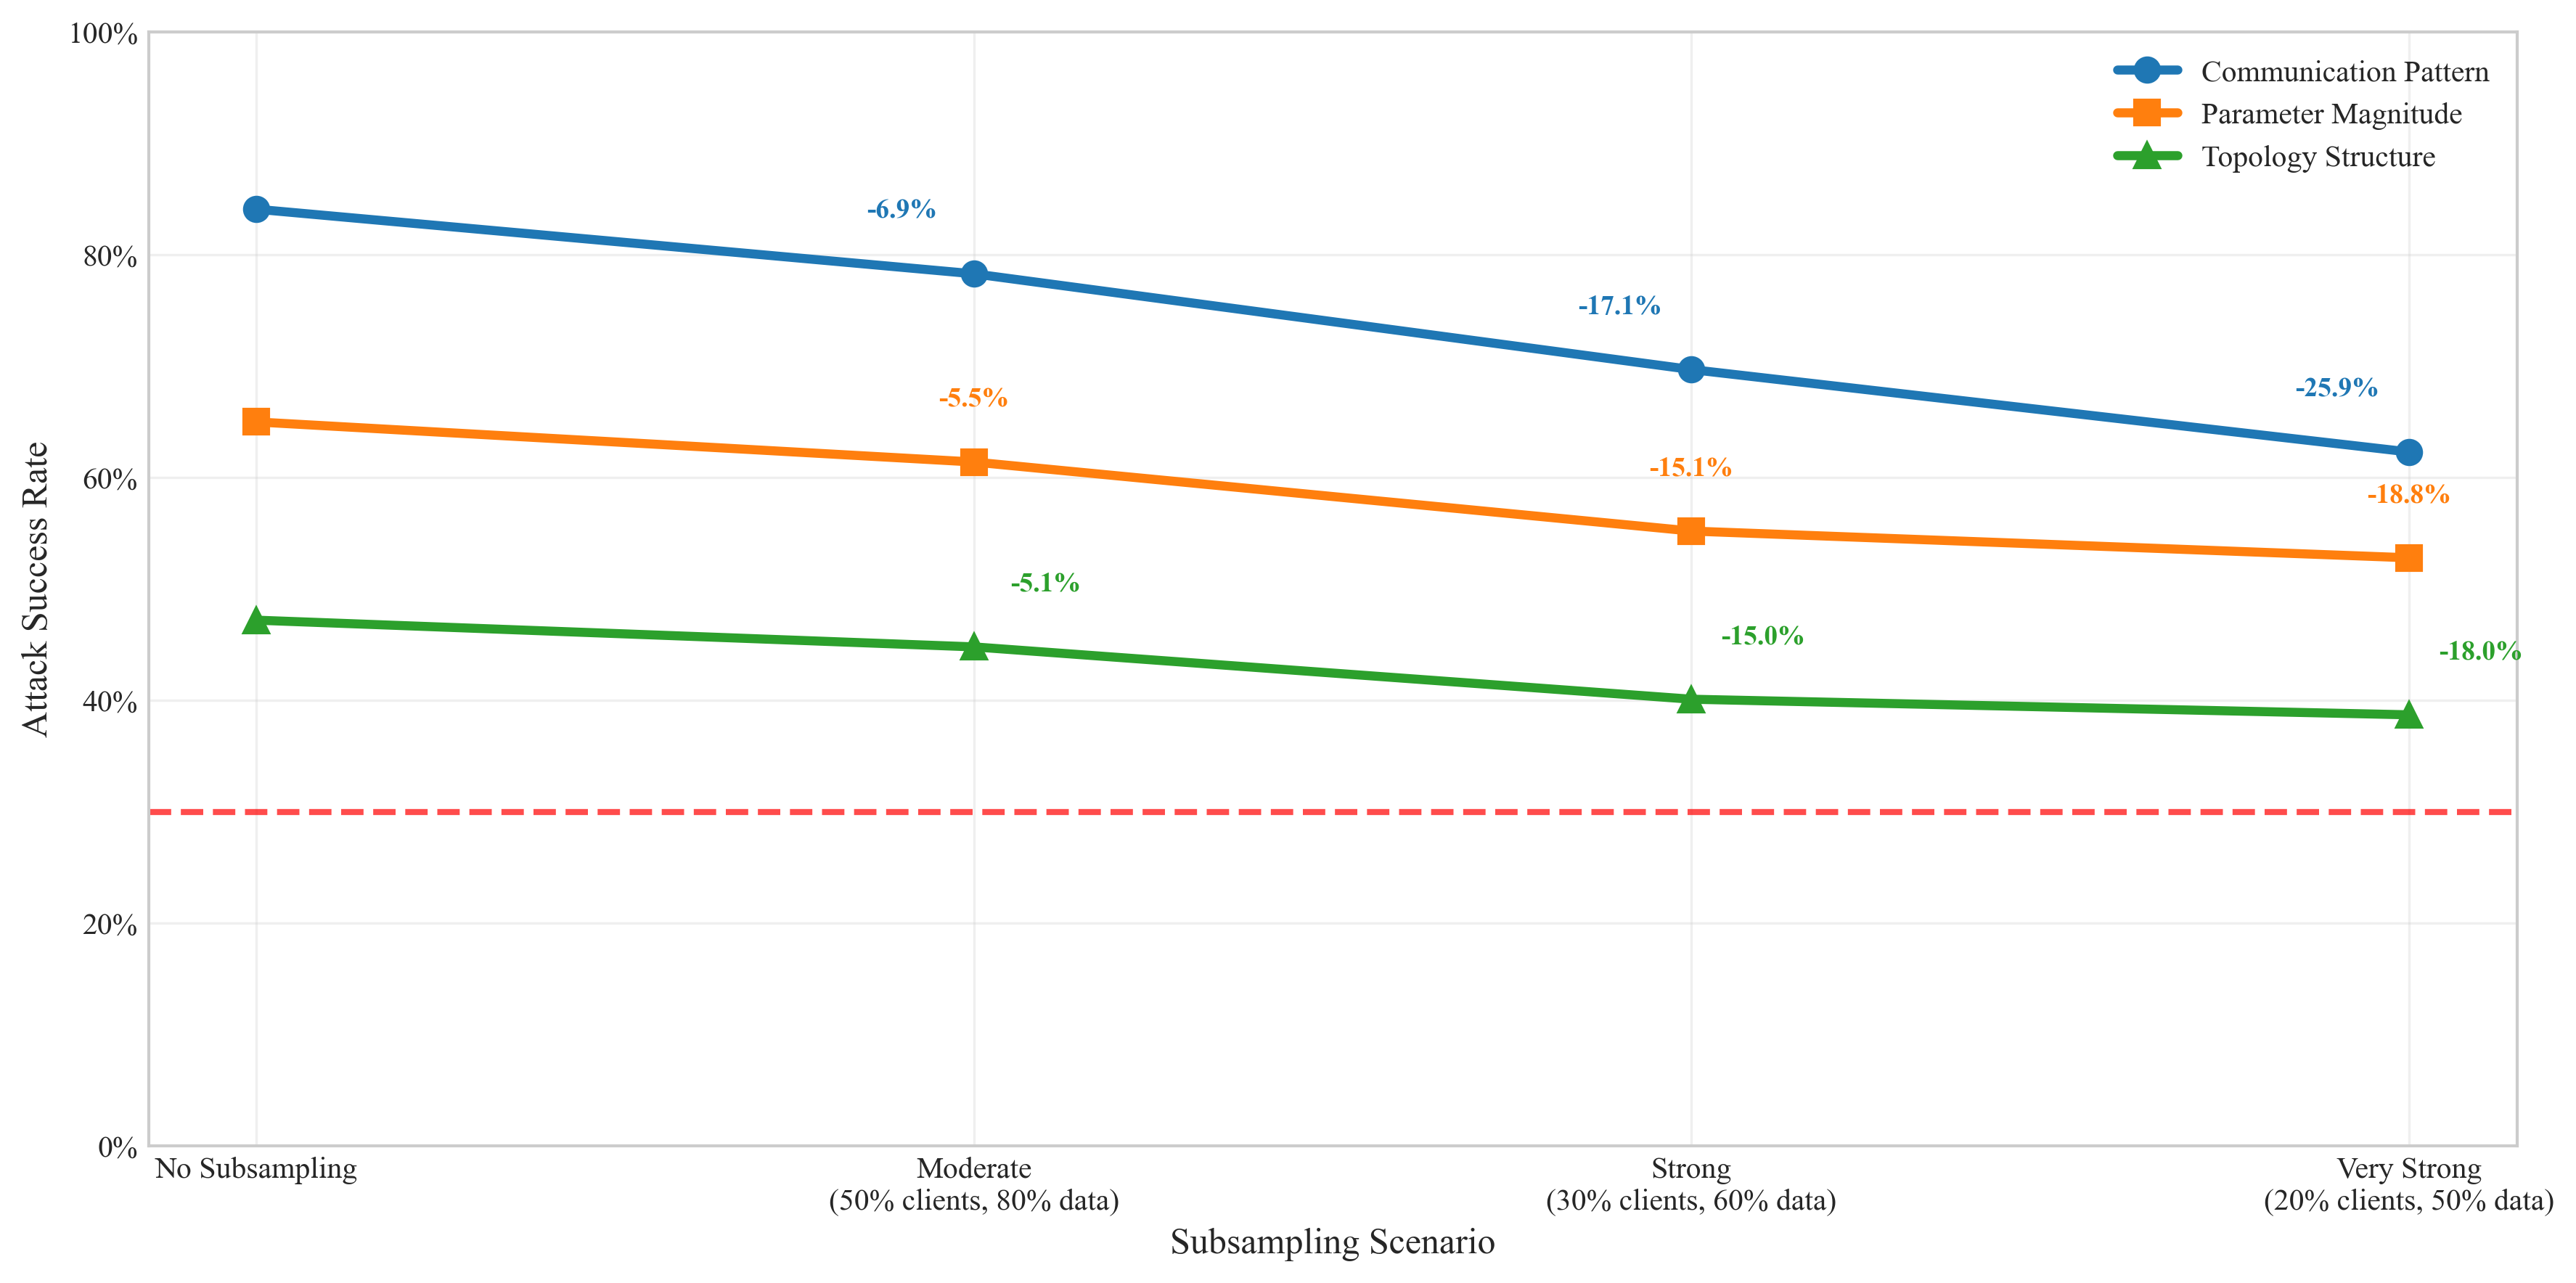 100%
80%
60%
40%
20%
0%
Attack Success Rate
Communication Pattern
Parameter Magnitude
Topology Structure
-6.9%
-17.1%
-25.9%
-5.5%
-15.1%
-18.8%
-5.1%
-15.0%
-18.0%
No Subsampling
Moderate
(50% clients, 80% data)
Strong
(30% clients, 60% data)
Very Strong
(20% clients, 50% data)
Subsampling Scenario